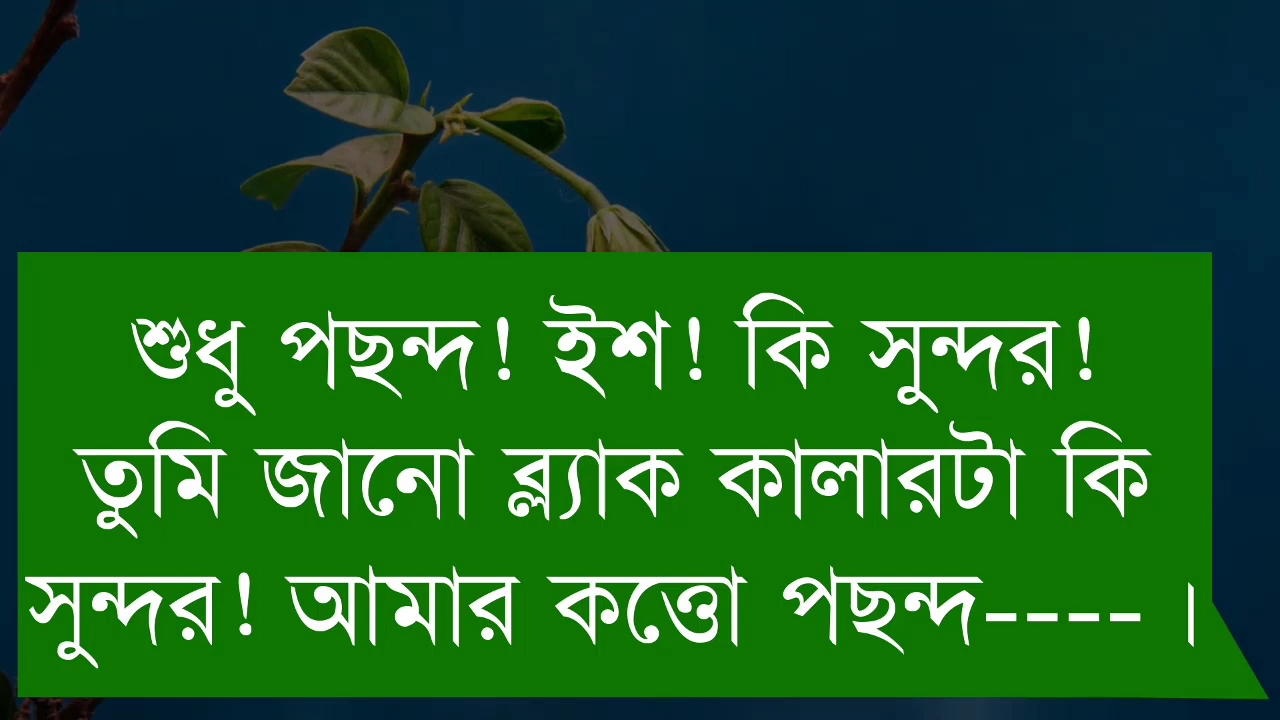 শুধু পছন্দ! ইশ! কি সুন্দর!
তুমি জানো ব্ল্যাক কালারটা কি
সুন্দর! আমার কত্তো পছন্দ---- ।